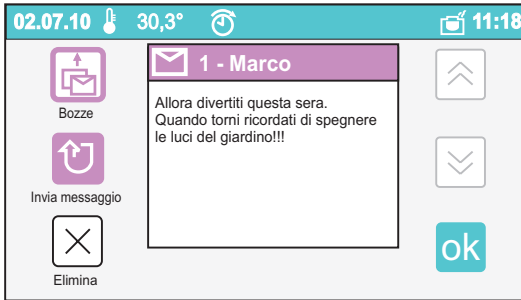 02.07.10 30,3° 11:18
1 - Marco
Allora divertiti questa sera.
Quando torni ricordati di spegnere
le luci del giardino!!!
Bozze
Invia messaggio
Elimina
ok